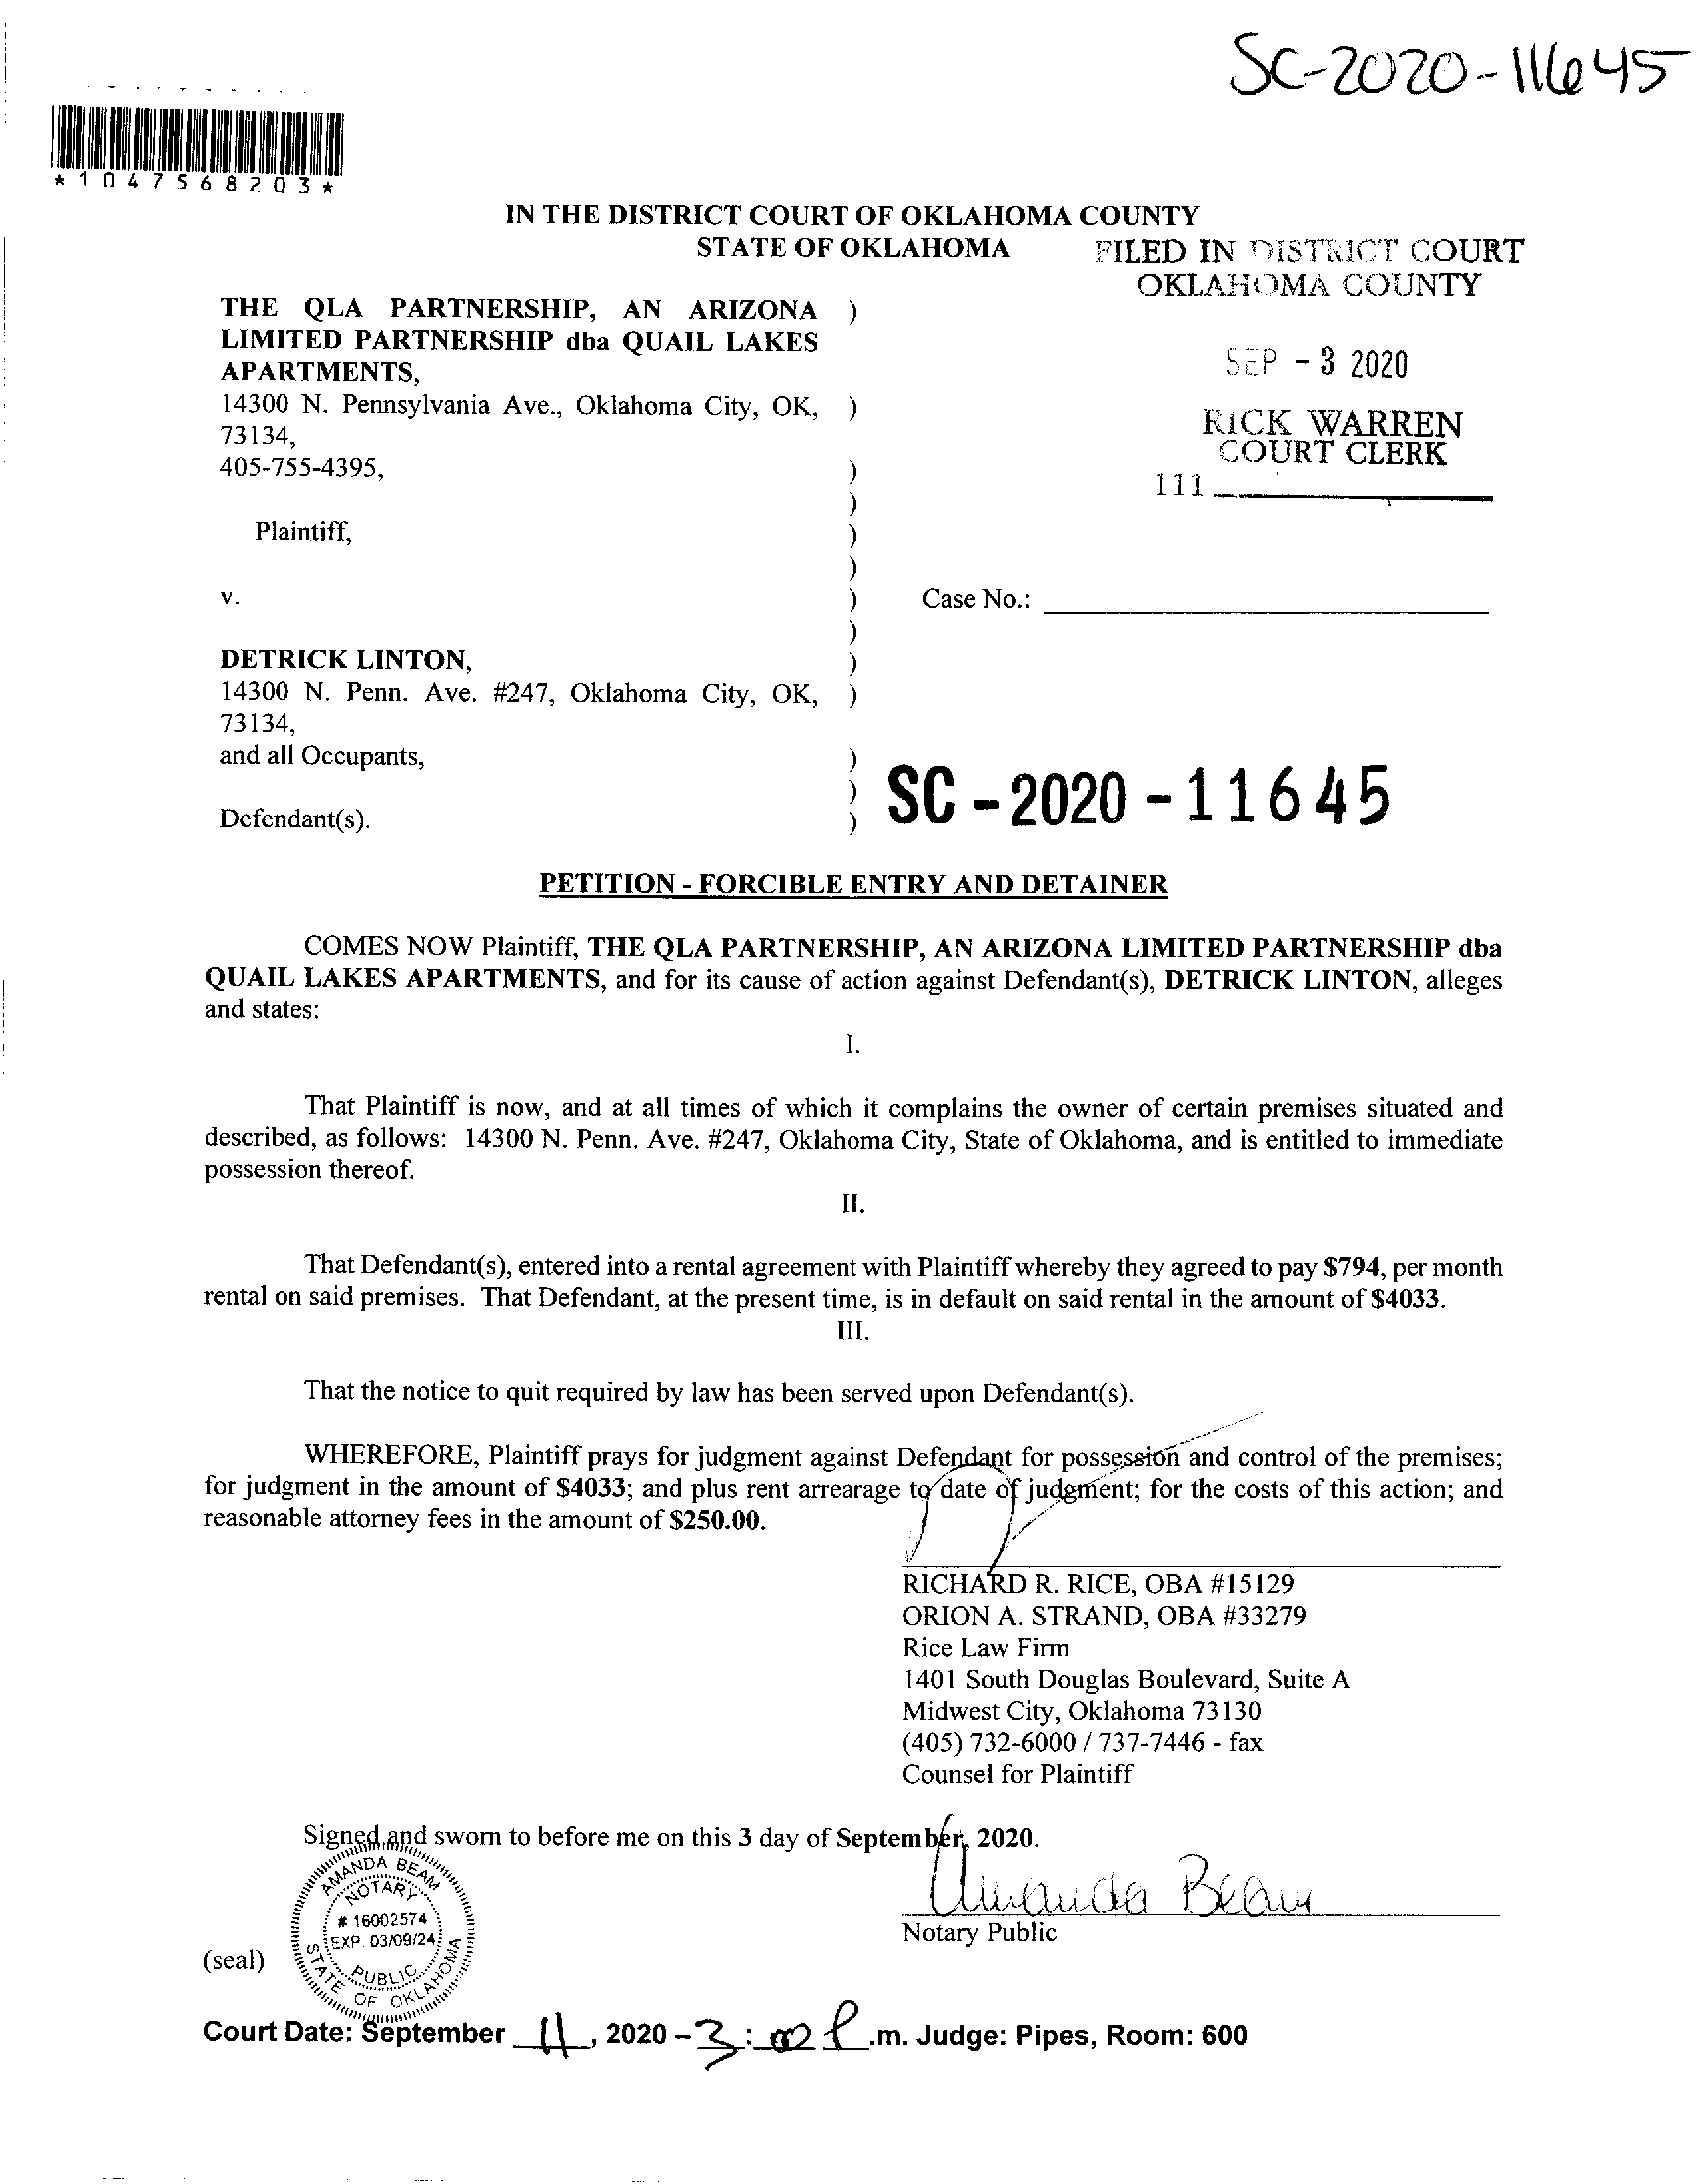 SC-2020-11645
*1047568203*
IN THE DISTRICT COURT OF OKLAHOMA COUNTY
STATE OF OKLAHOMA
FILED IN DISTRICT COURT
OKLAHOMA COUNTY
SEP - 3 2020
RICK WARREN
COURT CLERK
111
THE QLA PARTNERSHIP, AN ARIZONA )
LIMITED PARTNERSHIP dba QUAIL LAKES
APARTMENTS,
14300 N. Pennsylvania Ave., Oklahoma City, OK, )
73134,
405-755-4395, )
)
Plaintiff, )
)
v. ) Case No.:
)
DETRICK LINTON, )
14300 N. Penn. Ave. #247, Oklahoma City, OK, )
73134,
and all Occupants, )
)
Defendant(s). )
SC - 2020 - 11645
PETITION - FORCIBLE ENTRY AND DETAINER
COMES NOW Plaintiff, THE QLA PARTNERSHIP, AN ARIZONA LIMITED PARTNERSHIP dba
QUAIL LAKES APARTMENTS, and for its cause of action against Defendant(s), DETRICK LINTON, alleges
and states:
I.
That Plaintiff is now, and at all times of which it complains the owner of certain premises situated and
described, as follows: 14300 N. Penn. Ave. #247, Oklahoma City, State of Oklahoma, and is entitled to immediate
possession thereof.
II.
That Defendant(s), entered into a rental agreement with Plaintiff whereby they agreed to pay $794, per month
rental on said premises. That Defendant, at the present time, is in default on said rental in the amount of $4033.
III.
That the notice to quit required by law has been served upon Defendant(s).
WHEREFORE, Plaintiff prays for judgment against Defendant for possession and control of the premises;
for judgment in the amount of $4033; and plus rent arrearage to date of judgment; for the costs of this action; and
reasonable attorney fees in the amount of $250.00.
RICHARD R. RICE, OBA #15129
ORION A. STRAND, OBA #33279
Rice Law Firm
1401 South Douglas Boulevard, Suite A
Midwest City, Oklahoma 73130
(405) 732-6000 / 737-7446 - fax
Counsel for Plaintiff
Signed and sworn to before me on this 3 day of September, 2020.
Amanda Beam
Notary Public
(seal)
AMANDA BEAM
NOTARY
# 16002574
EXP. 03/09/24
PUBLIC
STATE OF OKLAHOMA
Court Date: September 11, 2020 - 3:00 P.m. Judge: Pipes, Room: 600